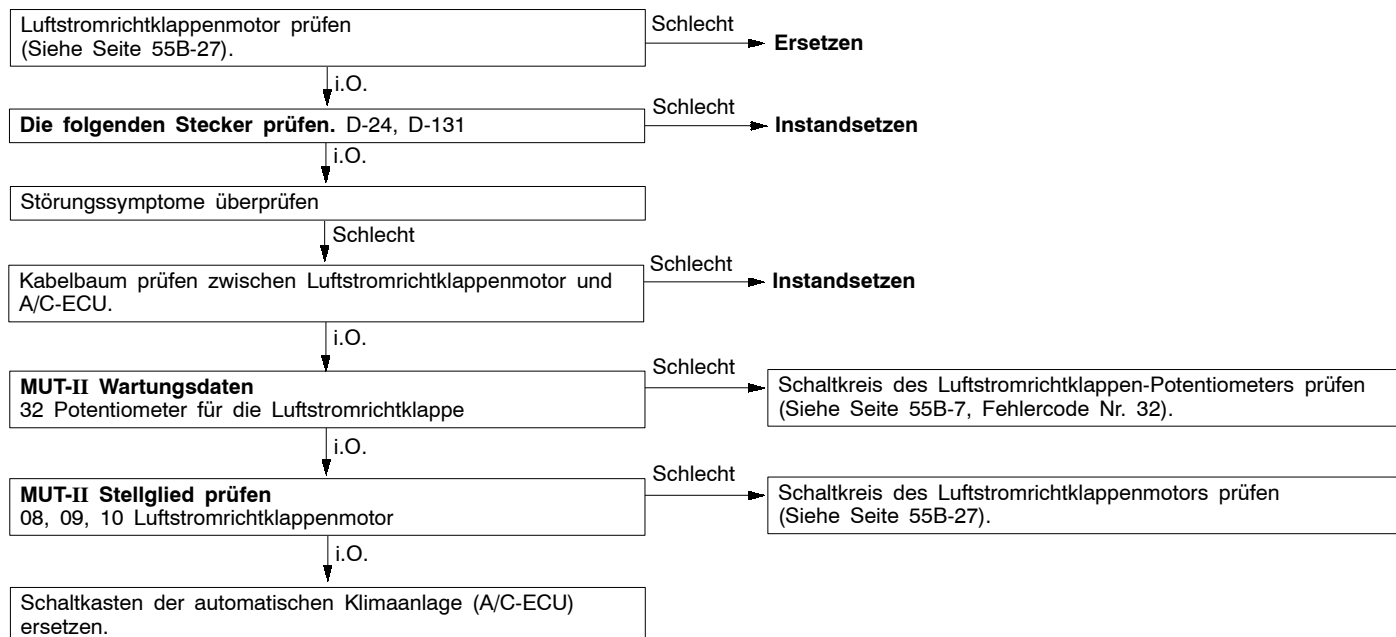 Luftstromrichtklappenmotor prüfen
(Siehe Seite 55B-27).
Schlecht
Ersetzen
i.O.
Die folgenden Stecker prüfen. D-24, D-131
Schlecht
Instandsetzen
i.O.
Störungssymptome überprüfen
Schlecht
Kabelbaum prüfen zwischen Luftstromrichtklappenmotor und
A/C-ECU.
Schlecht
Instandsetzen
i.O.
MUT-II Wartungsdaten
32 Potentiometer für die Luftstromrichtklappe
Schlecht
Schaltkreis des Luftstromrichtklappen-Potentiometers prüfen
(Siehe Seite 55B-7, Fehlercode Nr. 32).
i.O.
MUT-II Stellglied prüfen
08, 09, 10 Luftstromrichtklappenmotor
Schlecht
Schaltkreis des Luftstromrichtklappenmotors prüfen
(Siehe Seite 55B-27).
i.O.
Schaltkasten der automatischen Klimaanlage (A/C-ECU)
ersetzen.